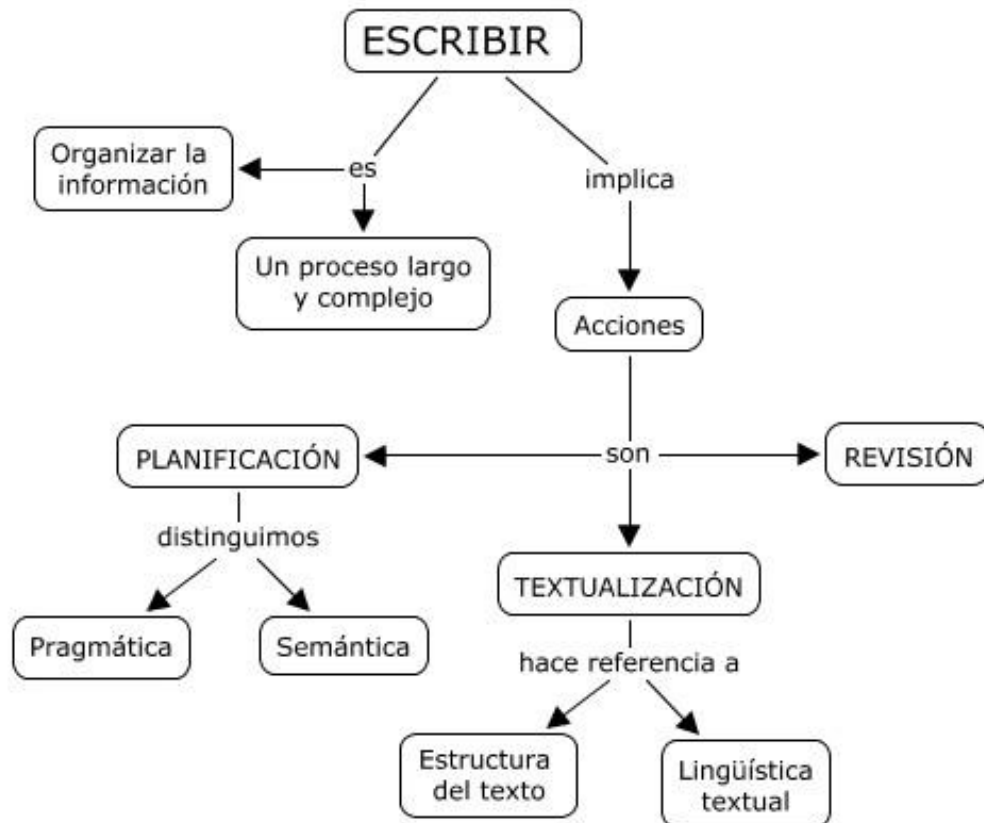 ESCRIBIR
Organizar la
información
es
implica
Un proceso largo
y complejo
Acciones
PLANIFICACIÓN
son
REVISIÓN
distinguimos
TEXTUALIZACIÓN
Pragmática
Semántica
hace referencia a
Estructura
del texto
Lingüística
textual